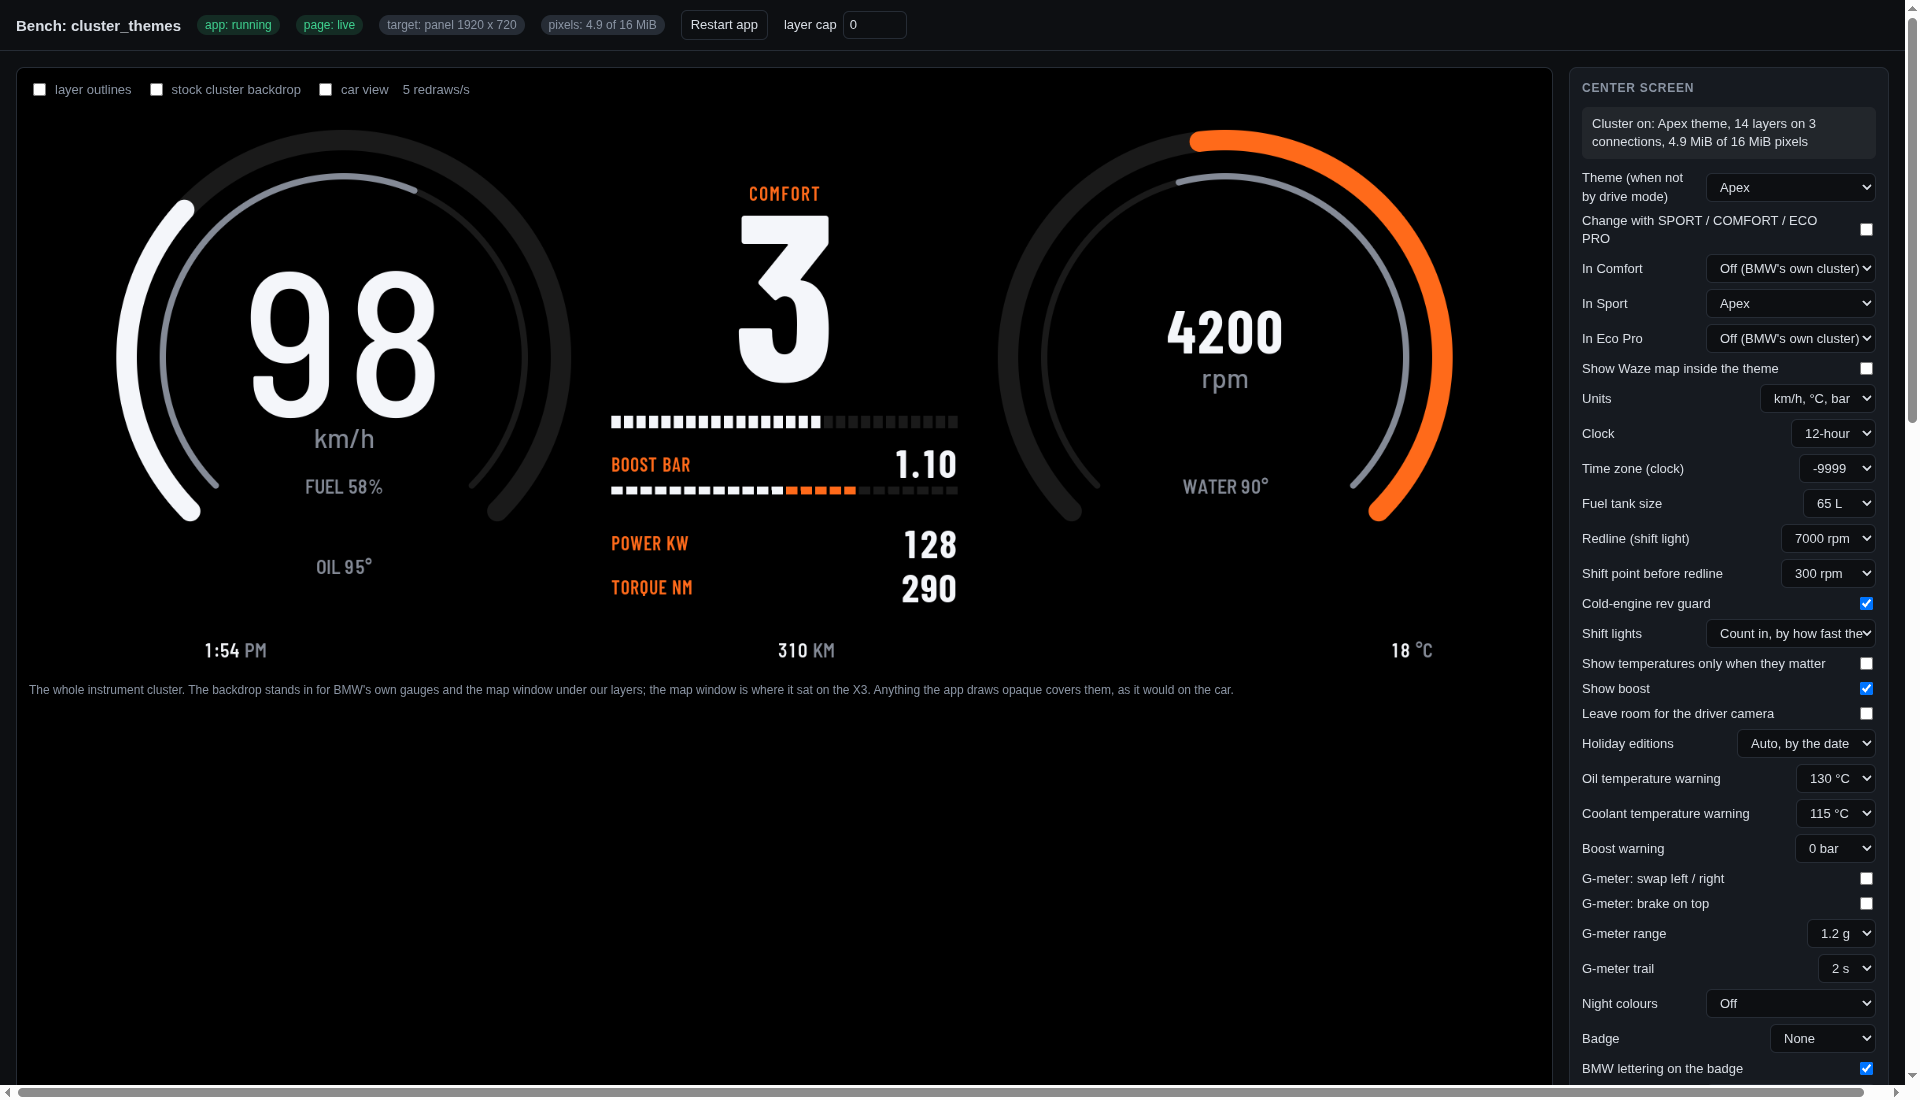 Bench: cluster_themes
app: running
page: live
target: panel 1920 x 720
pixels: 4.9 of 16 MiB
Restart app
layer cap
0
layer outlines
stock cluster backdrop
car view
5 redraws/s
98
km/h
FUEL 58%
OIL 95°
1:54 PM
COMFORT
3
BOOST BAR
1.10
POWER KW
128
TORQUE NM
290
310 KM
4200
rpm
WATER 90°
18 °C
The whole instrument cluster. The backdrop stands in for BMW's own gauges and the map window under our layers; the map window is where it sat on the X3. Anything the app draws opaque covers them, as it would on the car.
CENTER SCREEN
Cluster on: Apex theme, 14 layers on 3
connections, 4.9 MiB of 16 MiB pixels
Theme (when not
by drive mode)
Apex
Change with SPORT / COMFORT / ECO
PRO
In Comfort
Off (BMW's own cluster)
In Sport
Apex
In Eco Pro
Off (BMW's own cluster)
Show Waze map inside the theme
Units
km/h, °C, bar
Clock
12-hour
Time zone (clock)
-9999
Fuel tank size
65 L
Redline (shift light)
7000 rpm
Shift point before redline
300 rpm
Cold-engine rev guard
Shift lights
Count in, by how fast the
Show temperatures only when they matter
Show boost
Leave room for the driver camera
Holiday editions
Auto, by the date
Oil temperature warning
130 °C
Coolant temperature warning
115 °C
Boost warning
0 bar
G-meter: swap left / right
G-meter: brake on top
G-meter range
1.2 g
G-meter trail
2 s
Night colours
Off
Badge
None
BMW lettering on the badge